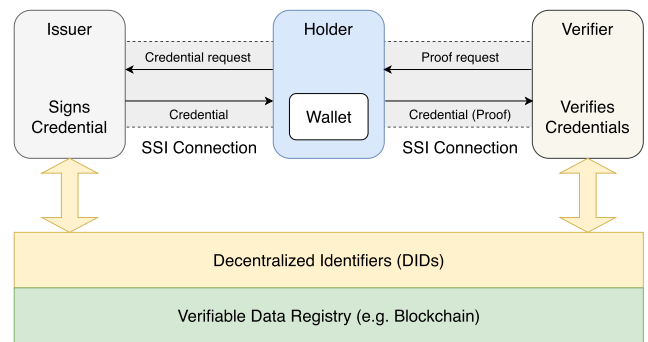 Issuer
Holder
Verifier
Credential request
Proof request
Signs
Credential
Credential
Wallet
Credential (Proof)
Verifies
Credentials
SSI Connection
SSI Connection
Decentralized Identifiers (DIDs)
Verifiable Data Registry (e.g. Blockchain)